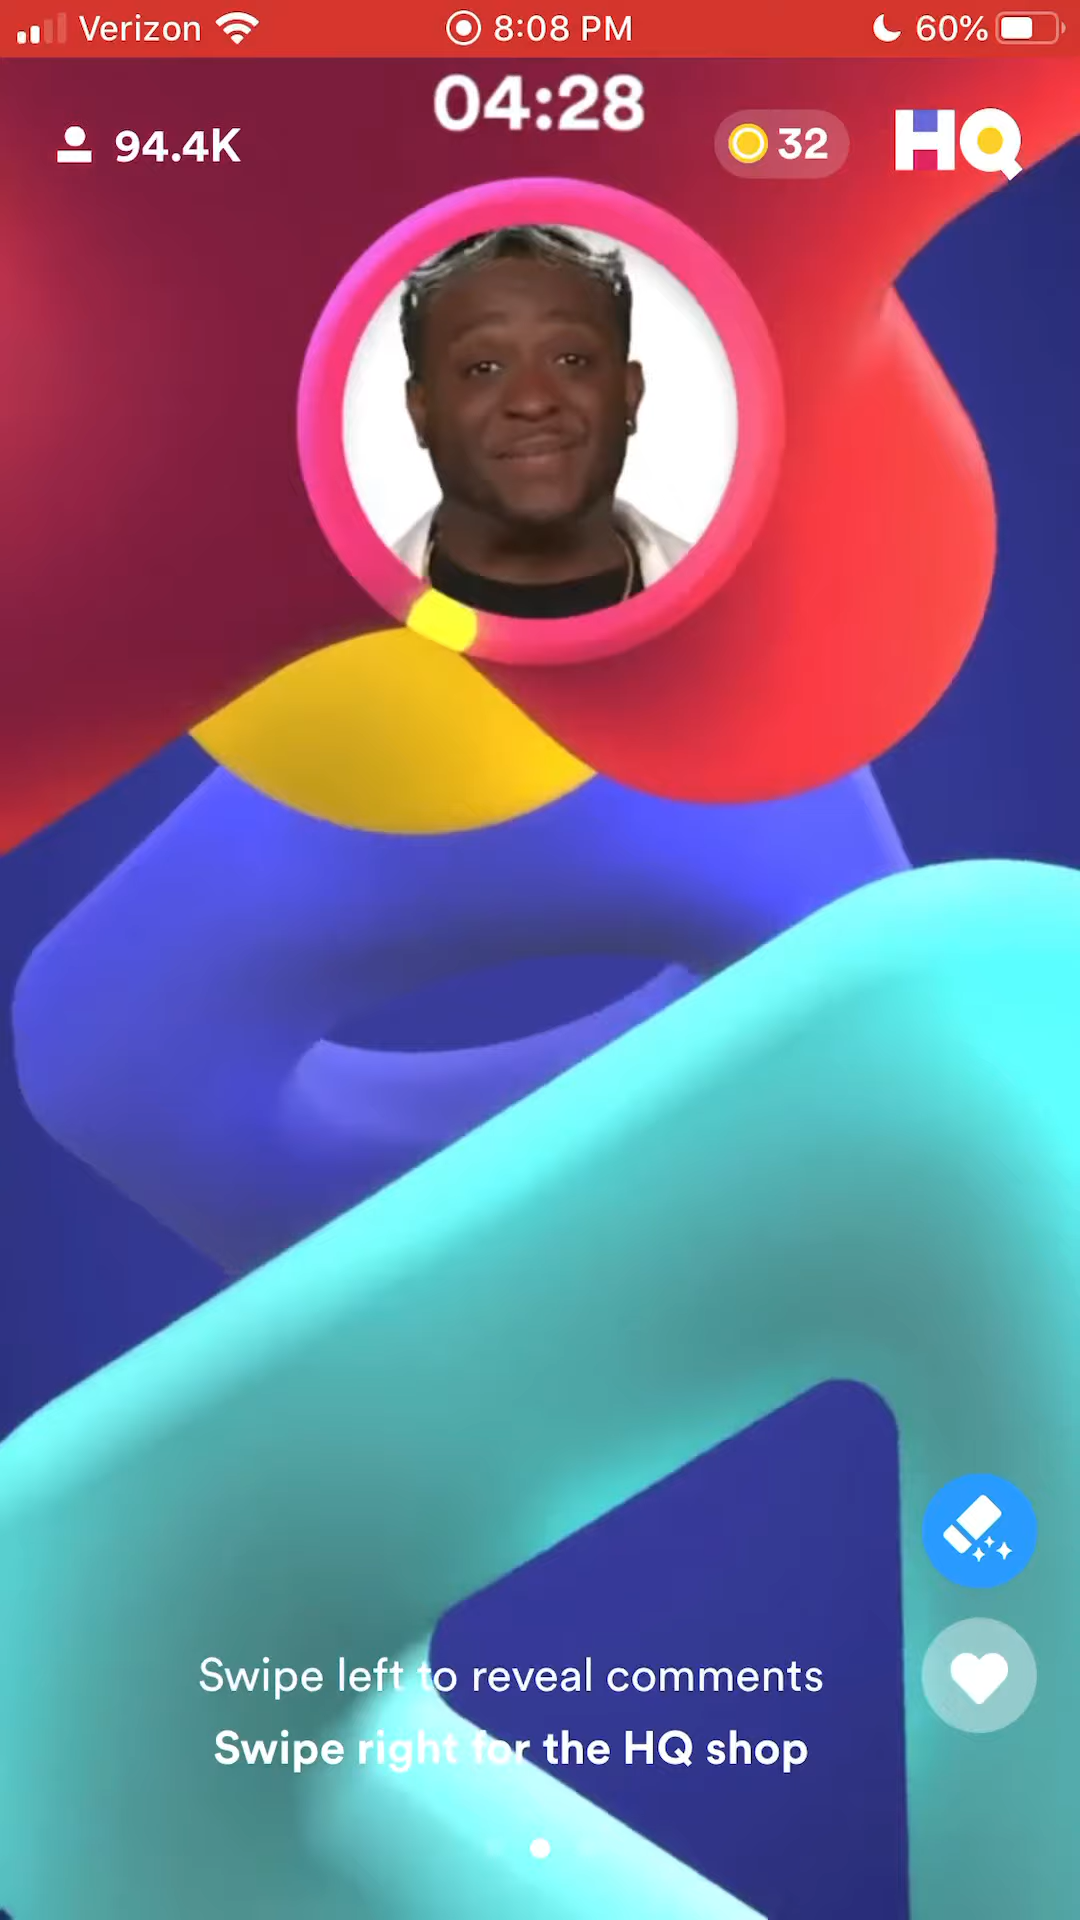 Verizon 8:08 PM 60%
04:28
94.4K 32 HQ
Swipe left to reveal comments
Swipe right for the HQ shop